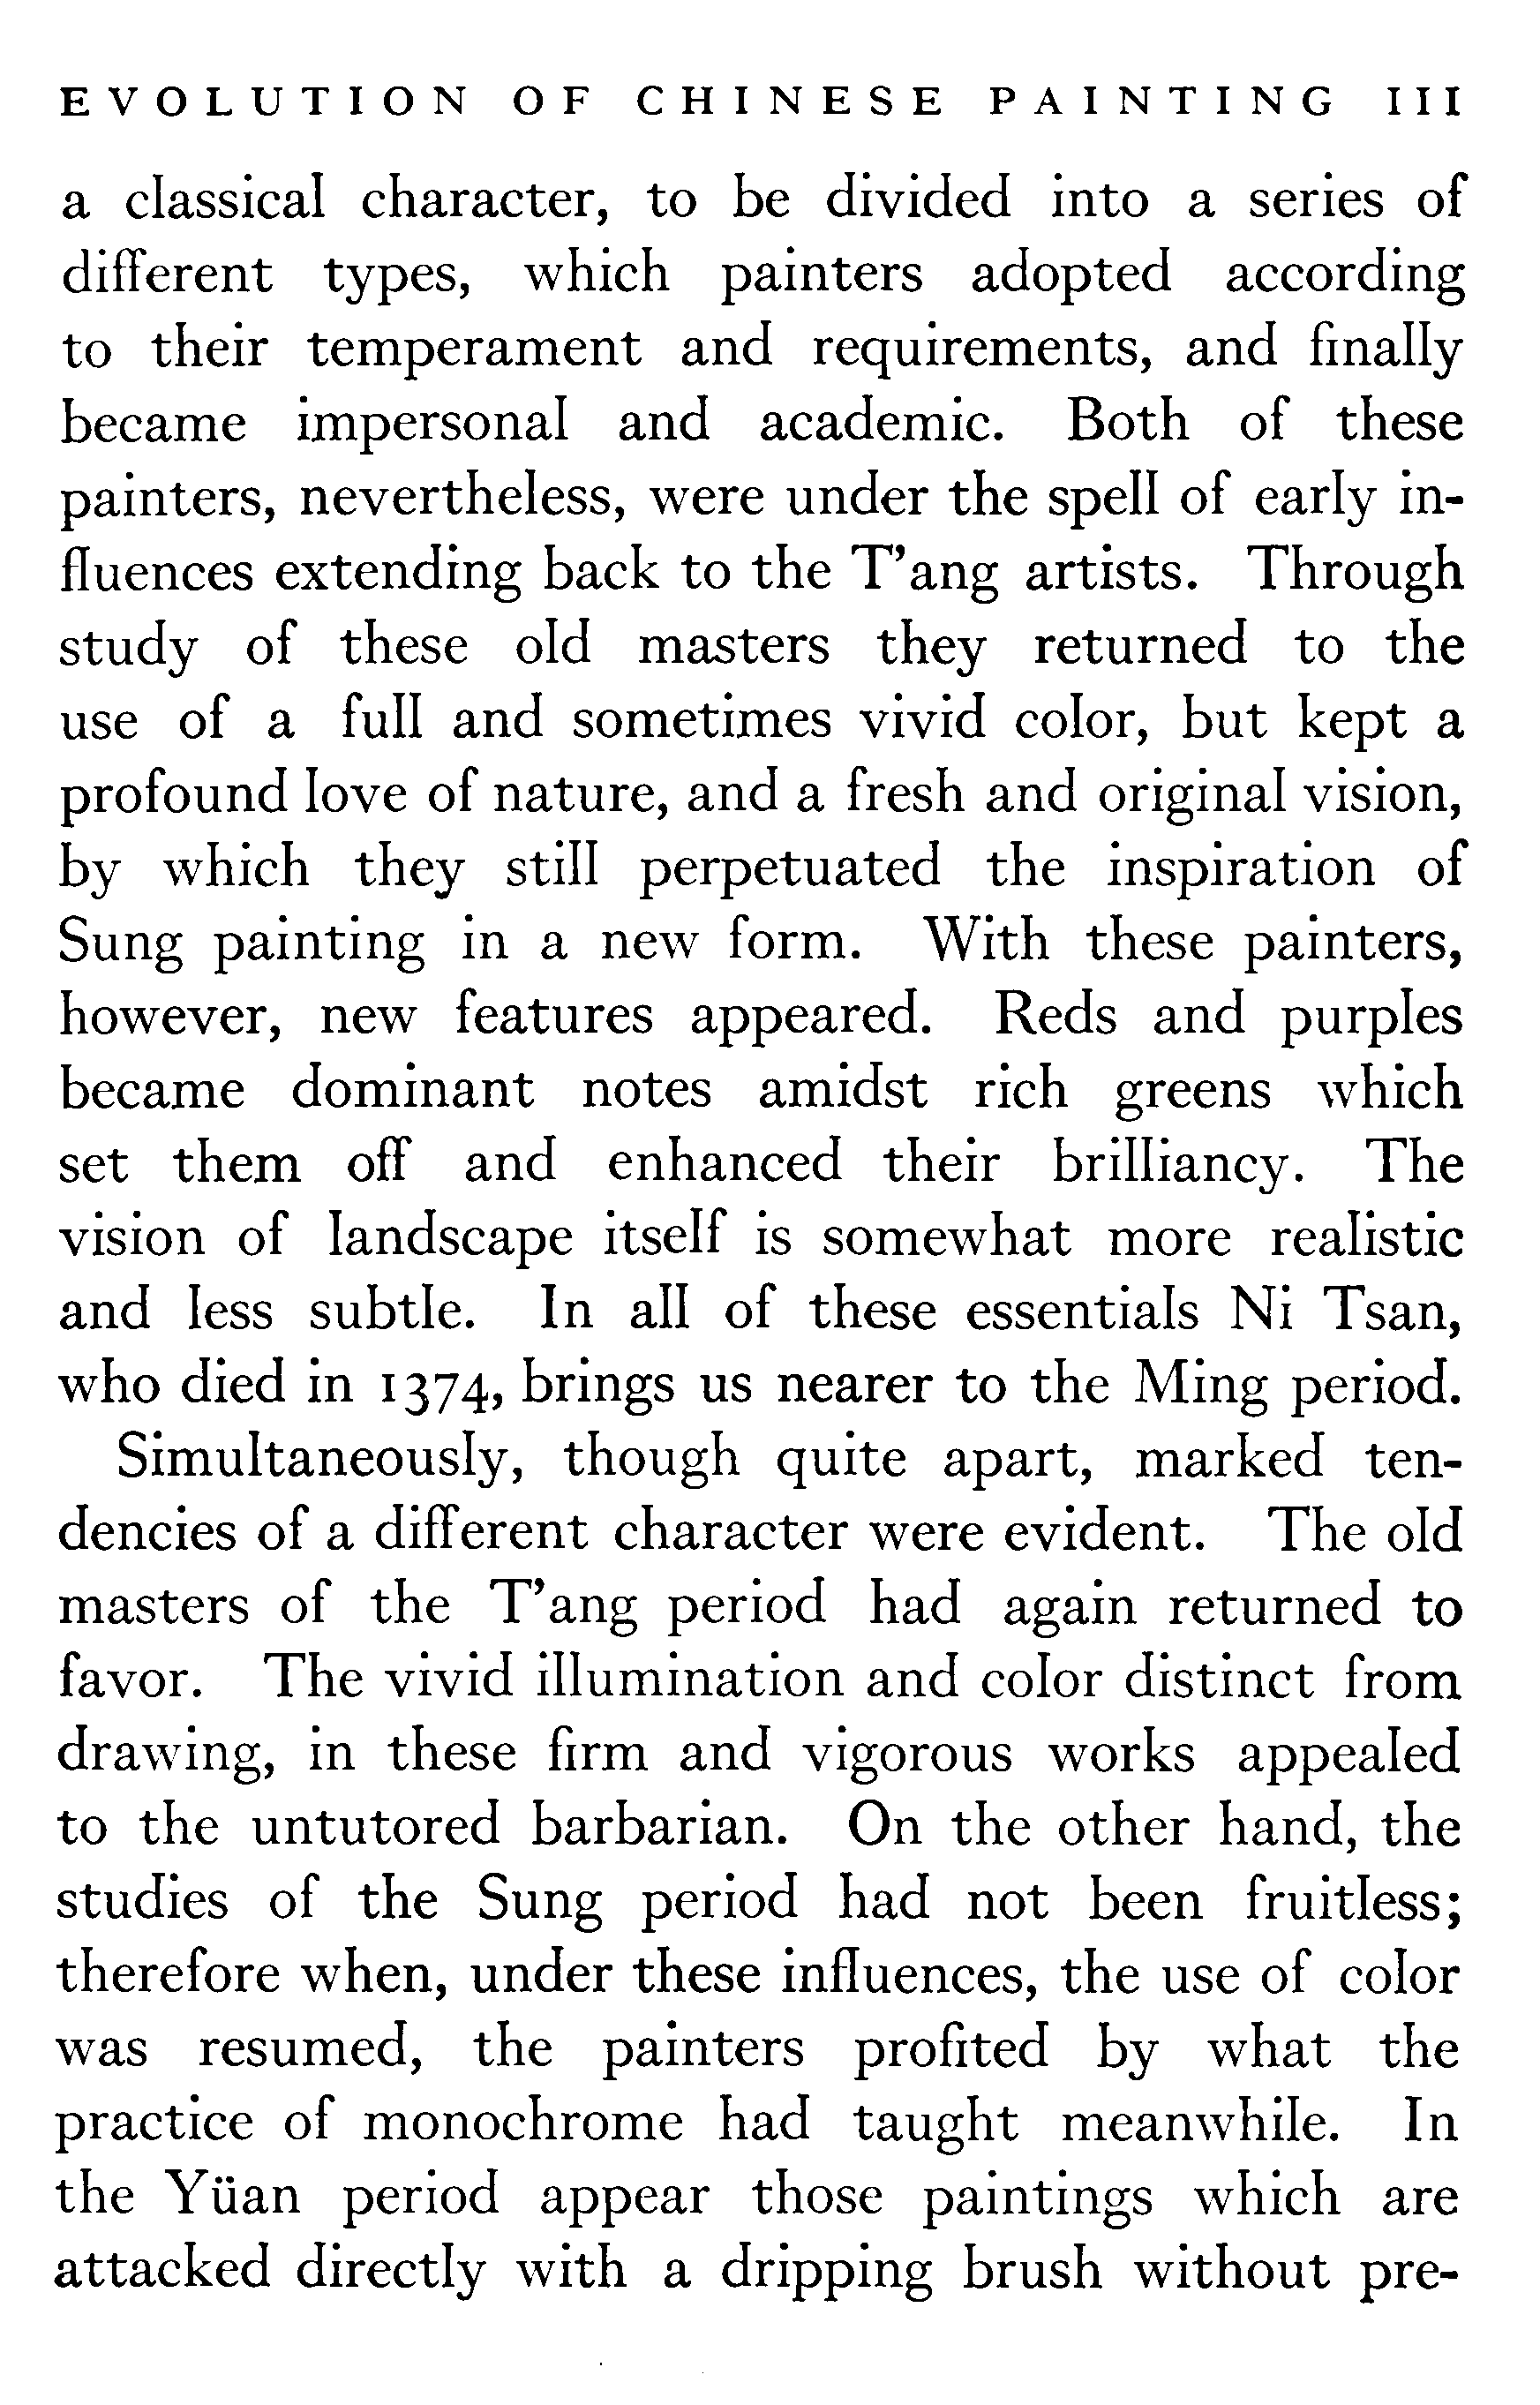 EVOLUTION OF CHINESE PAINTING 111
a classical character, to be divided into a series of
different types, which painters adopted according
to their temperament and requirements, and finally
became impersonal and academic. Both of these
painters, nevertheless, were under the spell of early in-
fluences extending back to the T’ang artists. Through
study of these old masters they returned to the
use of a full and sometimes vivid color, but kept a
profound love of nature, and a fresh and original vision,
by which they still perpetuated the inspiration of
Sung painting in a new form. With these painters,
however, new features appeared. Reds and purples
became dominant notes amidst rich greens which
set them off and enhanced their brilliancy. The
vision of landscape itself is somewhat more realistic
and less subtle. In all of these essentials Ni Tsan,
who died in 1374, brings us nearer to the Ming period.
Simultaneously, though quite apart, marked ten-
dencies of a different character were evident. The old
masters of the T’ang period had again returned to
favor. The vivid illumination and color distinct from
drawing, in these firm and vigorous works appealed
to the untutored barbarian. On the other hand, the
studies of the Sung period had not been fruitless;
therefore when, under these influences, the use of color
was resumed, the painters profited by what the
practice of monochrome had taught meanwhile. In
the Yüan period appear those paintings which are
attacked directly with a dripping brush without pre-